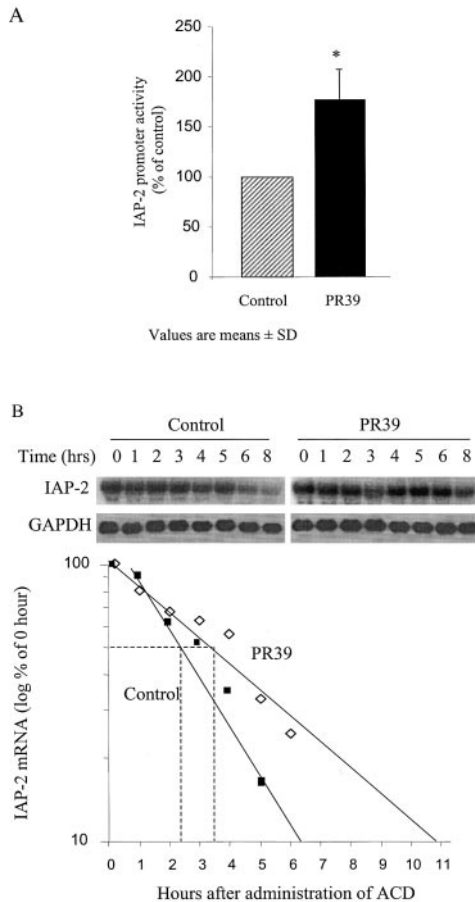 A
IAP-2 promoter activity
(% of control)
250
200
150
100
50
0
*
Control PR39
Values are means ± SD
B
Control PR39
Time (hrs) 0 1 2 3 4 5 6 8 0 1 2 3 4 5 6 8
IAP-2
GAPDH
IAP-2 mRNA (log % of 0 hour)
100
10
PR39
Control
0 1 2 3 4 5 6 7 8 9 10 11
Hours after administration of ACD